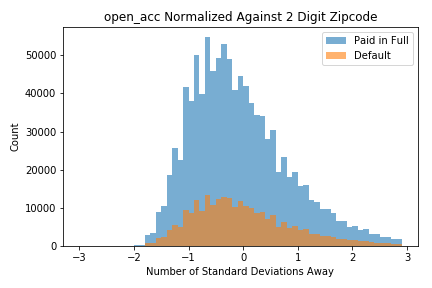 open_acc Normalized Against 2 Digit Zipcode
Paid in Full
Default
Count
50000
40000
30000
20000
10000
0
−3
−2
−1
0
1
2
3
Number of Standard Deviations Away